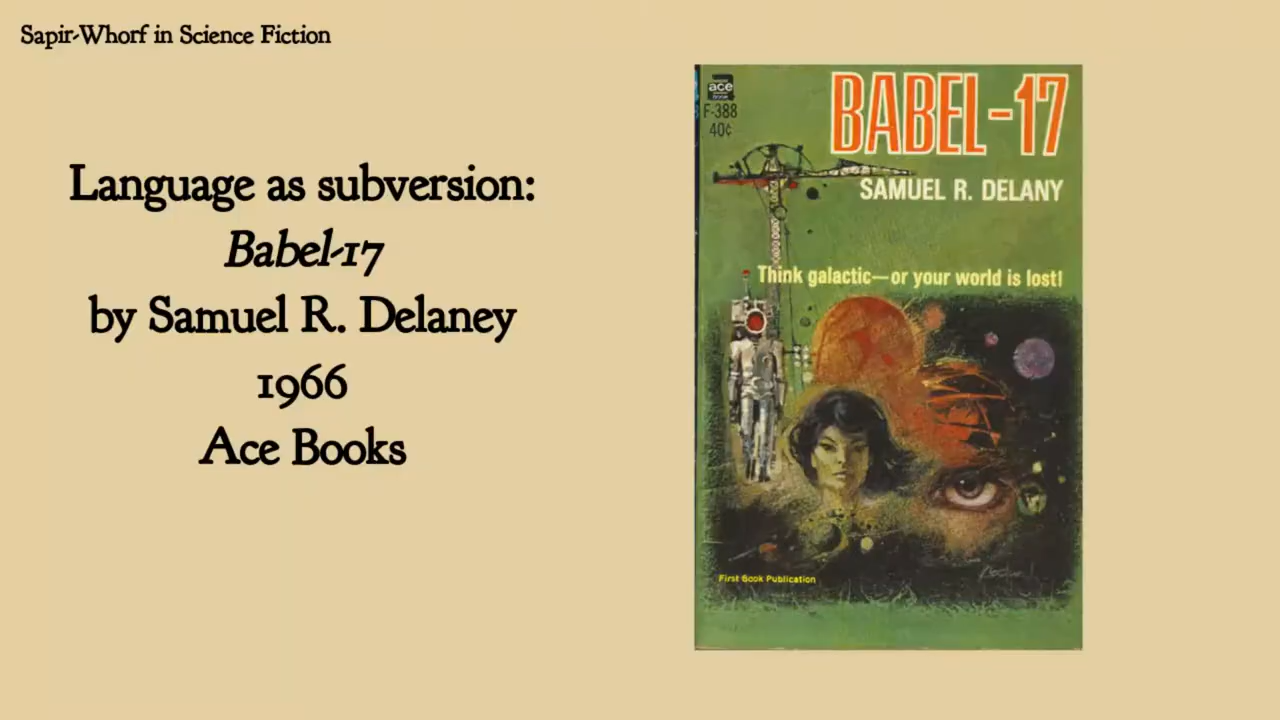 Sapir-Whorf in Science Fiction
Language as subversion:
Babel-17
by Samuel R. Delaney
1966
Ace Books
ace
F-388
40¢
BABEL-17
SAMUEL R. DELANY
Think galactic—or your world is lost!
First Book Publication